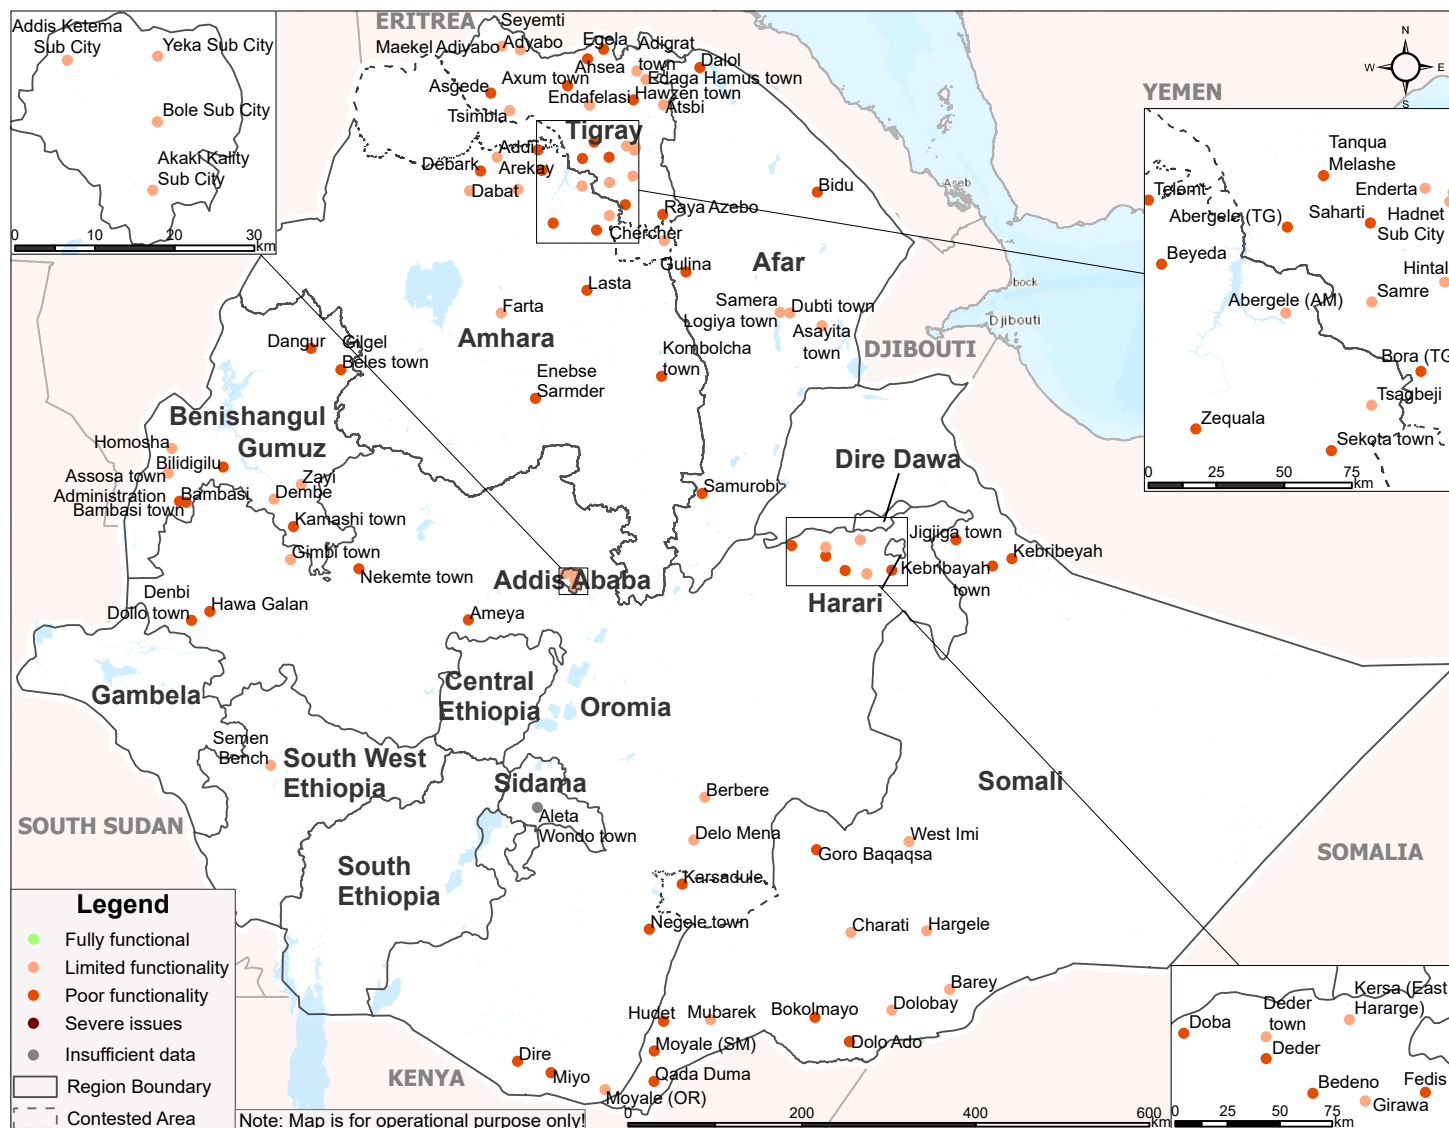 Addis Ketema
Sub City
Yeka Sub City
Bole Sub City
Akaki Kality
Sub City
0 10 20 30
km
ERITREA
Seyemti
Adyabo
Maekel Adiyabo
Egela
Ahsea
Adigrat
town
Dalol
Edaga Hamus town
Axum town
Asgede
Endafelasi
Hawzen town
Atsbi
Tsimbla
Tigray
Addi
Arekay
Debark
Dabat
Bidu
Raya Azebo
Chercher
Gulina
Afar
Lasta
Farta
Samera
Logiya town
Dubti town
Asayita
town
Amhara
Dangur
Gilgel
Beles town
Kombolcha
town
Enebse
Sarmder
DJIBOUTI
Aseb
bock
Djibouti
YEMEN
N
W
E
S
Tanqua
Melashe
Telemt
Enderta
Abergele (TG)
Saharti
Hadnet
Sub City
Beyeda
Hintal
Samre
Abergele (AM)
Bora (TG
Tsagbeji
Zequala
Sekota town
0 25 50 75
km
Benishangul
Gumuz
Homosha
Bilidigilu
Assosa town
Administration
Bambasi
Bambasi town
Zayi
Dembe
Kamashi town
Gimbi town
Nekemte town
Dire Dawa
Samurobi
Jigjiga town
Kebribeyah
Kebribayah
town
Harari
Addis Ababa
Denbi
Dollo town
Hawa Galan
Ameya
Gambela
Central
Ethiopia
Oromia
Semen
Bench
South West
Ethiopia
Sidama
Aleta
Wondo town
Somali
Berbere
Delo Mena
West Imi
Goro Baqaqsa
SOUTH SUDAN
SOMALIA
South
Ethiopia
Karsadule
Negele town
Charati
Hargele
Barey
Dolobay
Bokolmayo
Hudet
Mubarek
Moyale (SM)
Dolo Ado
Dire
Miyo
Qada Duma
Moyale (OR)
KENYA
Legend
Fully functional
Limited functionality
Poor functionality
Severe issues
Insufficient data
Region Boundary
Contested Area
Note: Map is for operational purpose only!
0 200 400 600
km
Kersa (East
Hararge)
Deder
town
Doba
Deder
Bedeno
Fedis
Girawa
0 25 50 75
km